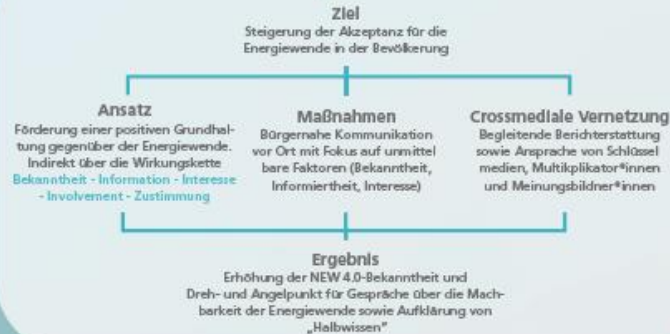 Ziel
Steigerung der Akzeptanz für die
Energiewende in der Bevölkerung
Ansatz
Förderung einer positiven Grundhal-
tung gegenüber der Energiewende.
Indirekt über die Wirkungskette
Bekanntheit - Information - Interesse
- Involvement - Zustimmung
Maßnahmen
Bürgernahe Kommunikation
vor Ort mit Fokus auf unmittel
bare Faktoren (Bekanntheit,
Informiertheit, Interesse)
Crossmediale Vernetzung
Begleitende Berichterstattung
sowie Ansprache von Schlüssel
medien, Multikplikator*innen
und Meinungsbildner*innen
Ergebnis
Erhöhung der NEW 4.0-Bekanntheit und
Dreh- und Angelpunkt für Gespräche über die Mach-
barkeit der Energiewende sowie Aufklärung von
„Halbwissen"